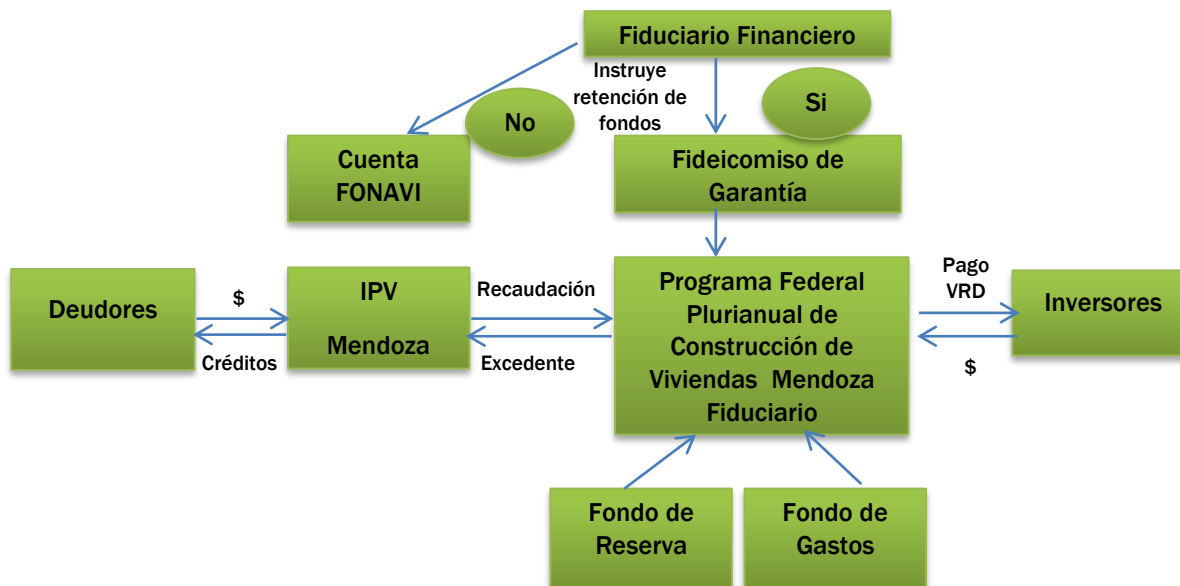 Fiduciario Financiero
Instruye
retención de
fondos
No
Si
Cuenta
FONAVI
Fideicomiso de
Garantía
Deudores
$
Créditos
IPV
Mendoza
Recaudación
Excedente
Programa Federal
Plurianual de
Construcción de
Viviendas Mendoza
Fiduciario
Pago
VRD
$
Inversores
Fondo de
Reserva
Fondo de
Gastos